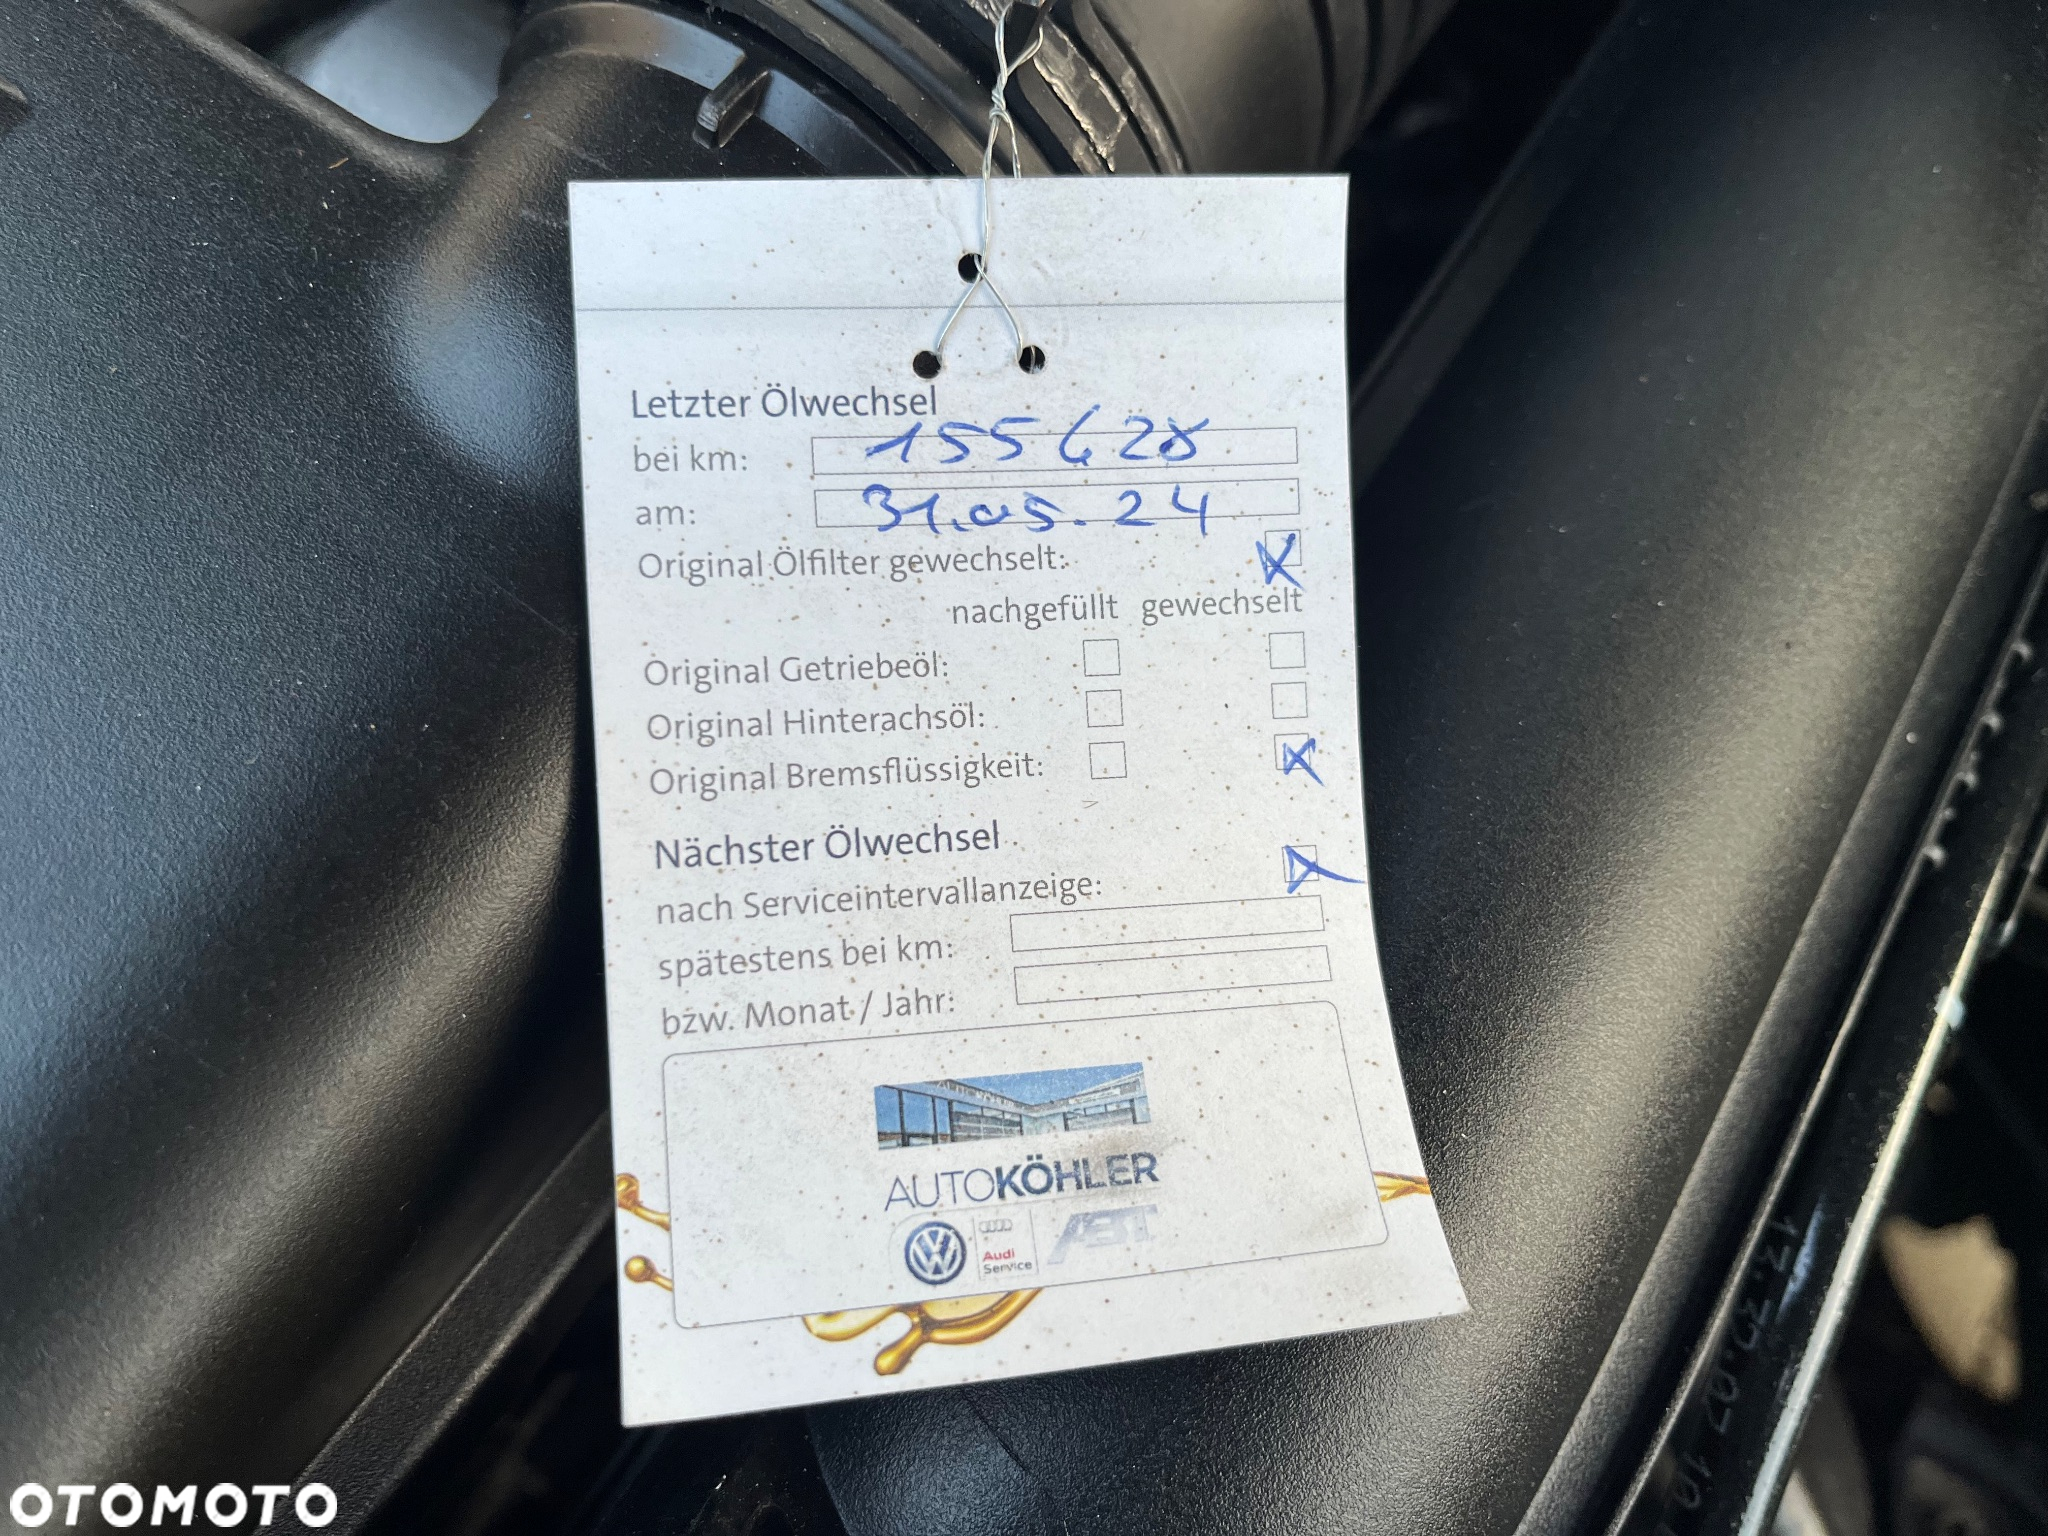 Letzter Ölwechsel
bei km: 155628
am: 31.05.24
Original Ölfilter gewechselt:
nachgefüllt gewechselt
Original Getriebeöl:
Original Hinterachsöl:
Original Bremsflüssigkeit:
Nächster Ölwechsel
nach Serviceintervallanzeige:
spätestens bei km:
bzw. Monat / Jahr:
AUTOKÖHLER
Audi
Service
ABT
OTOMOTO